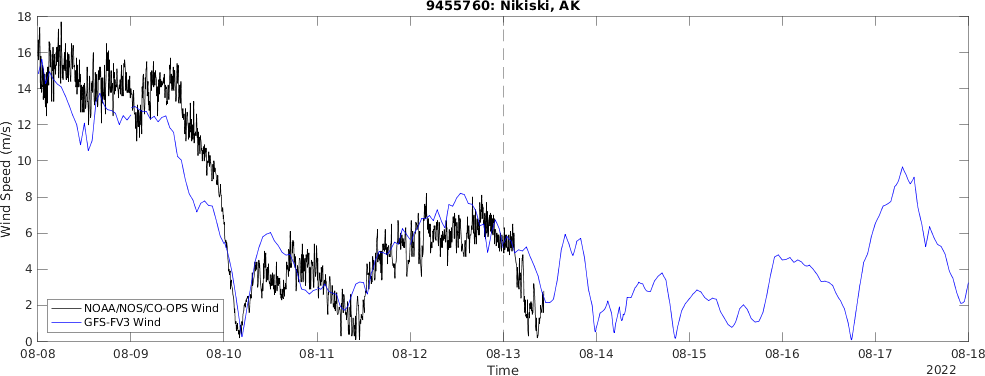 9455760: Nikiski, AK
18
16
14
12
10
8
6
4
2
0
Wind Speed (m/s)
NOAA/NOS/CO-OPS Wind
GFS-FV3 Wind
08-08 08-09 08-10 08-11 08-12 08-13 08-14 08-15 08-16 08-17 08-18
Time
2022